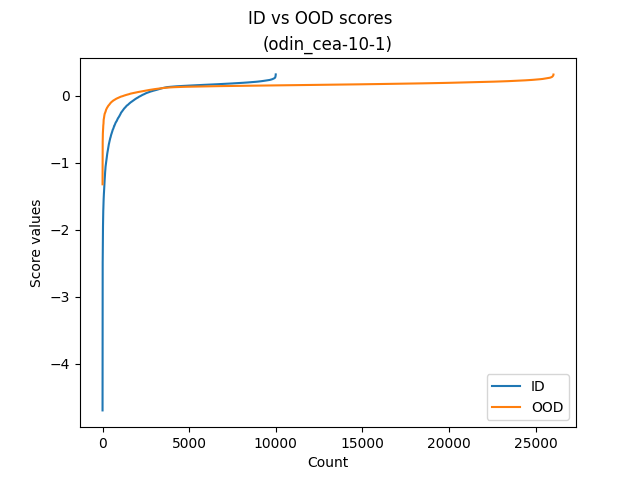 ID vs OOD scores
(odin_cea-10-1)
0
−1
−2
−3
−4
Score values
0
5000
10000
15000
20000
25000
Count
ID
OOD